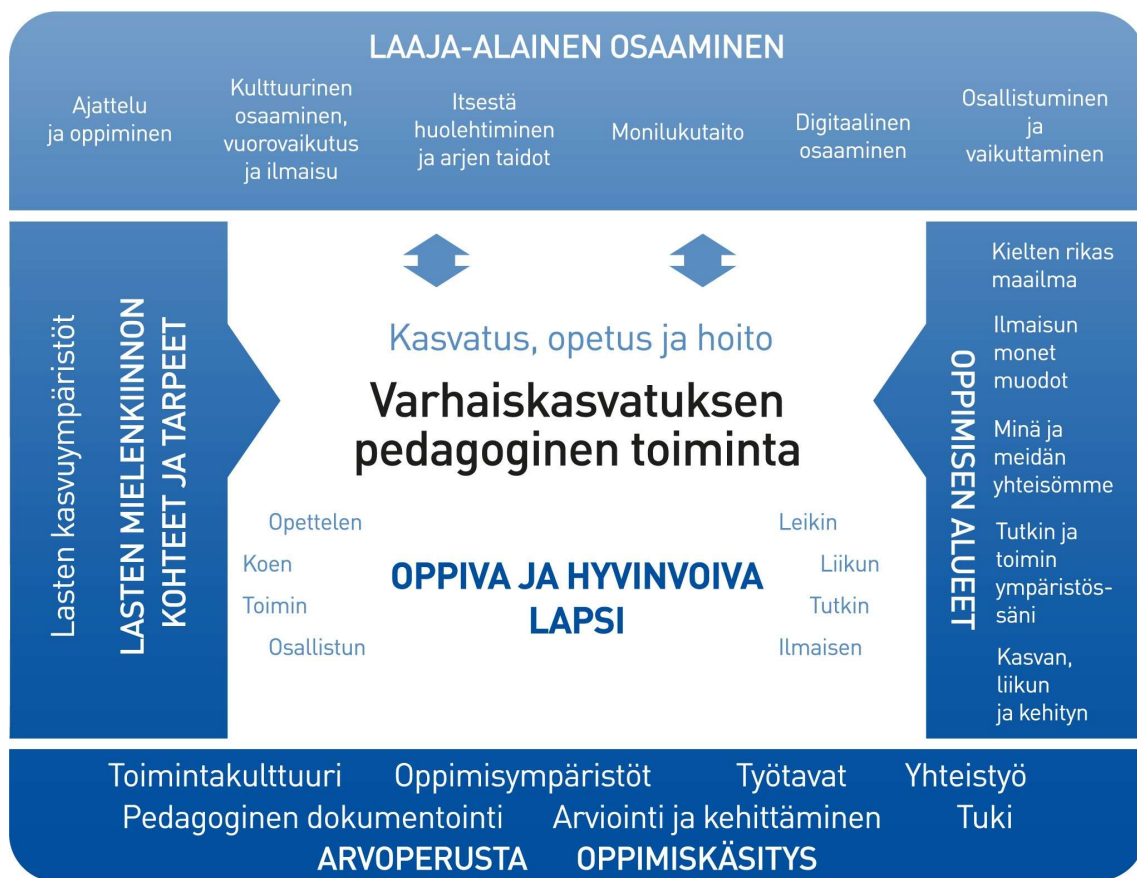 LAAJA-ALAINEN OSAAMINEN
Ajattelu
ja oppiminen
Kulttuurinen
osaaminen,
vuorovaikutus
ja ilmaisu
Itsestä
huolehtiminen
ja arjen taidot
Monilukutaito
Digitaalinen
osaaminen
Osallistuminen
ja
vaikuttaminen
Lasten kasvuympäristöt
LASTEN MIELENKIINNON
KOHTEET JA TARPEET
Kasvatus, opetus ja hoito
Varhaiskasvatuksen
pedagoginen toiminta
Opettelen
Koen
Toimin
Osallistun
OPPIVA JA HYVINVOIVA
LAPSI
Leikin
Liikun
Tutkin
Ilmaisen
OPPIMISEN ALUEET
Kielten rikas
maailma
Ilmaisun
monet
muodot
Minä ja
meidän
yhteisömme
Tutkin ja
toimin
ympäristös-
säni
Kasvan,
liikun
ja kehityn
Toimintakulttuuri Oppimisympäristöt Työtavat Yhteistyö
Pedagoginen dokumentointi Arviointi ja kehittäminen Tuki
ARVOPERUSTA OPPIMISKÄSITYS